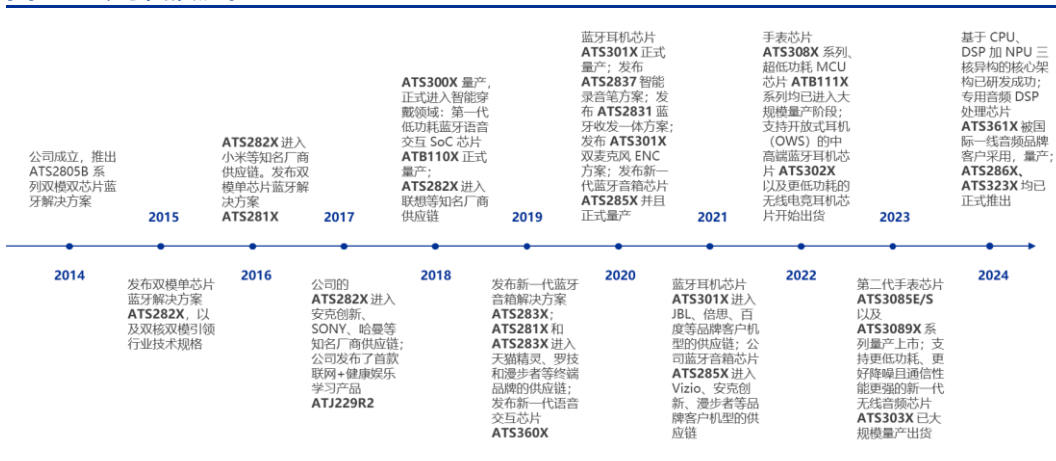 公司成立，推出
ATS2805B 系
列双模双芯片蓝
牙解决方案
2014
2015
发布双模单芯片
蓝牙解决方案
ATS282X，以
及双核双模引领
行业技术规格
ATS282X 进入
小米等知名厂商
供应链。发布双
模单芯片蓝牙解
决方案
ATS281X
2016
2017
公司的
ATS282X 进入
安克创新、
SONY、哈曼等
知名厂商供应链；
公司发布了首款
联网+健康娱乐
学习产品
ATJ229R2
ATS300X 量产，
正式进入智能穿
戴领域：第一代
低功耗蓝牙语音
交互 SoC 芯片
ATB110X 正式
量产；
ATS282X 进入
联想等知名厂商
供应链
2018
2019
发布新一代蓝牙
音箱解决方案
ATS283X；
ATS281X 和
ATS283X 进入
天猫精灵、罗技
和漫步者等终端
品牌的供应链；
发布新一代语音
交互芯片
ATS360X
蓝牙耳机芯片
ATS301X 正式
量产；发布
ATS2837 智能
录音笔方案；发
布 ATS2831 蓝
牙收发一体方案；
发布 ATS301X
双麦克风 ENC
方案；发布新一
代蓝牙音箱芯片
ATS285X 并且
正式量产
2020
2021
蓝牙耳机芯片
ATS301X 进入
JBL、倍思、百
度等品牌客户机
型的供应链；公
司蓝牙音箱芯片
ATS285X 进入
Vizio、安克创
新、漫步者等品
牌客户机型的供
应链
手表芯片
ATS308X 系列、
超低功耗 MCU
芯片 ATB111X
系列均已进入大
规模量产阶段；
支持开放式耳机
（OWS）的中
高端蓝牙耳机芯
片 ATS302X
以及更低功耗的
无线电竞耳机芯
片开始出货
2022
2023
第二代手表芯片
ATS3085E/S
以及
ATS3089X 系
列量产上市；支
持更低功耗、更
好降噪且通信性
能更强的新一代
无线音频芯片
ATS303X 已大
规模量产出货
基于 CPU、
DSP 加 NPU 三
核异构的核心架
构已研发成功；
专用音频 DSP
处理芯片
ATS361X 被国
际一线音频品牌
客户采用，量产；
ATS286X、
ATS323X 均已
正式推出
2024